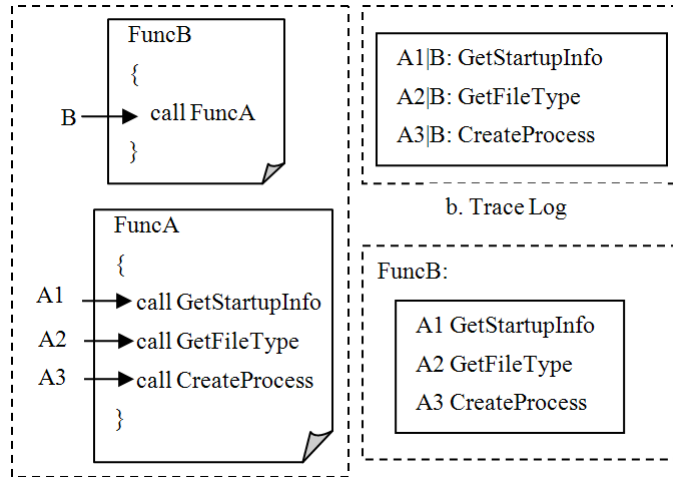 FuncB
{
B
call FuncA
}
FuncA
{
A1
call GetStartupInfo
A2
call GetFileType
A3
call CreateProcess
}
A1|B: GetStartupInfo
A2|B: GetFileType
A3|B: CreateProcess
b. Trace Log
FuncB:
A1 GetStartupInfo
A2 GetFileType
A3 CreateProcess